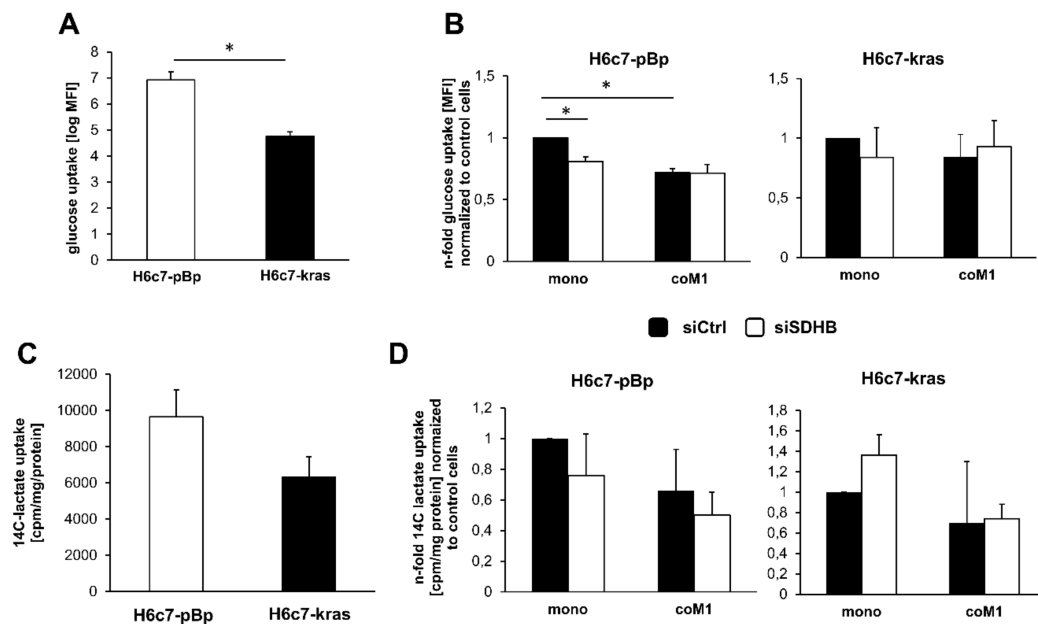 A
glucose uptake [log MFI]
8
7
6
5
4
3
2
1
0
*
H6c7-pBp
H6c7-kras
B
n-fold glucose uptake [MFI]
normalized to control cells
H6c7-pBp
1,5
1
0,5
0
*
*
mono
coM1
H6c7-kras
1,5
1
0,5
0
mono
coM1
siCtrl
siSDHB
C
14C-lactate uptake
[cpm/mg/protein]
12000
10000
8000
6000
4000
2000
0
H6c7-pBp
H6c7-kras
D
n-fold 14C lactate uptake
[cpm/mg protein] normaized
to control cells
H6c7-pBp
1,2
1
0,8
0,6
0,4
0,2
0
mono
coM1
H6c7-kras
1,8
1,6
1,4
1,2
1
0,8
0,6
0,4
0,2
0
mono
coM1